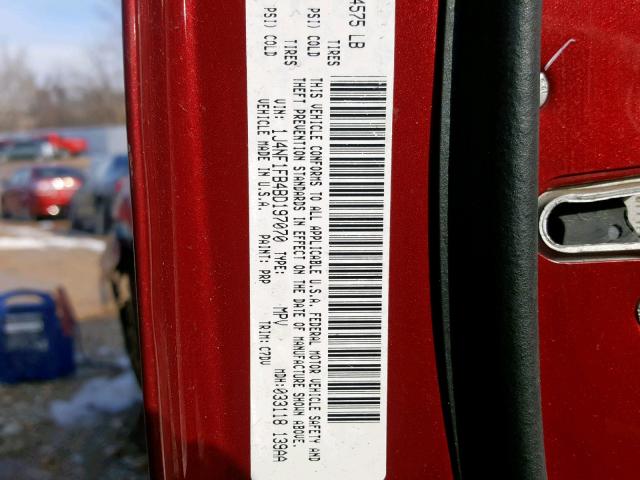 4575 LB
TIRES PSI) COLD
TIRES PSI) COLD
THIS VEHICLE CONFORMS TO ALL APPLICABLE U.S.A. FEDERAL MOTOR VEHICLE SAFETY AND
THEFT PREVENTION STANDARDS IN EFFECT ON THE DATE OF MANUFACTURE SHOWN ABOVE.
VIN: 1J4NF1FB4BD197070 TYPE: MPV MDH:033118 139AA
VEHICLE MADE IN U.S.A. PAINT: PRP TRIM: C7DV